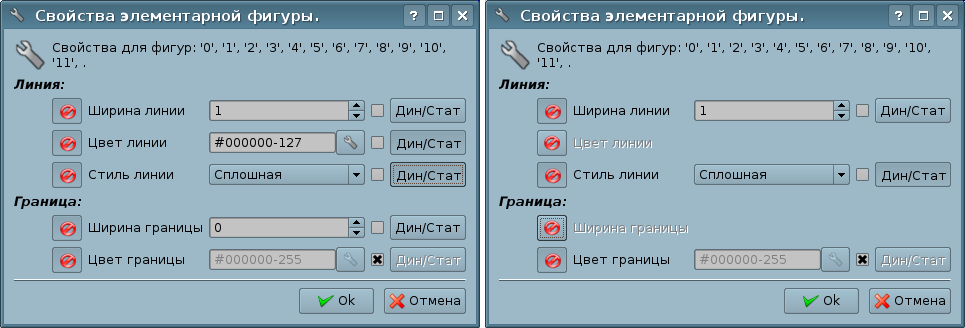 Свойства элементарной фигуры.
Свойства для фигур: '0', '1', '2', '3', '4', '5', '6', '7', '8', '9', '10',
'11', .
Линия:
Ширина линии 1 Дин/Стат
Цвет линии #000000-127 Дин/Стат
Стиль линии Сплошная Дин/Стат
Граница:
Ширина границы 0 Дин/Стат
Цвет границы #000000-255 Дин/Стат
Ok Отмена
Свойства элементарной фигуры.
Свойства для фигур: '0', '1', '2', '3', '4', '5', '6', '7', '8', '9', '10',
'11', .
Линия:
Ширина линии 1 Дин/Стат
Цвет линии
Стиль линии Сплошная Дин/Стат
Граница:
Ширина границы
Цвет границы #000000-255 Дин/Стат
Ok Отмена